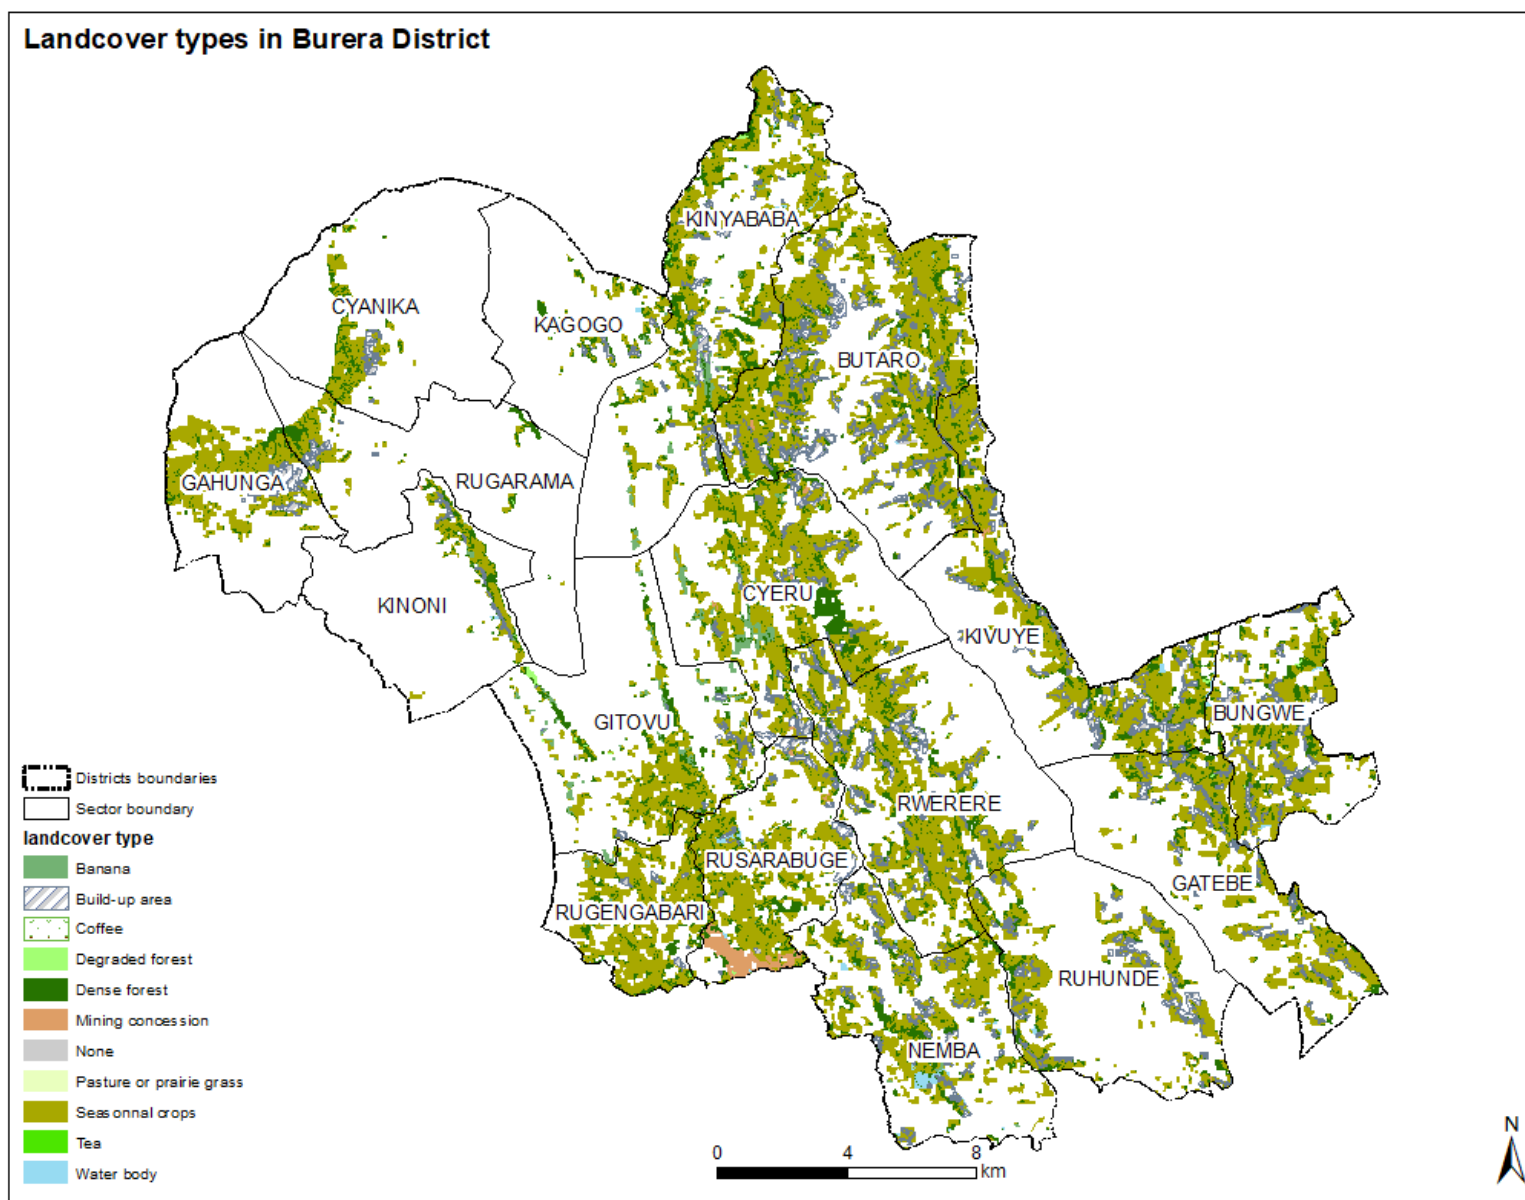 Landcover types in Burera District
KINYABABA
CYANIKA
KAGOGO
BUTARO
GAHUNGA
RUGARAMA
CYERU
KINONI
KIVUYE
BUNGWE
GITOVU
RWERERE
RUSARABUGE
GATEBE
RUGENGABARI
RUHUNDE
NEMBA
Districts boundaries
Sector boundary
landcover type
Banana
Build-up area
Coffee
Degraded forest
Dense forest
Mining concession
None
Pasture or prairie grass
Seasonnal crops
Tea
Water body
0 4 8
km
N